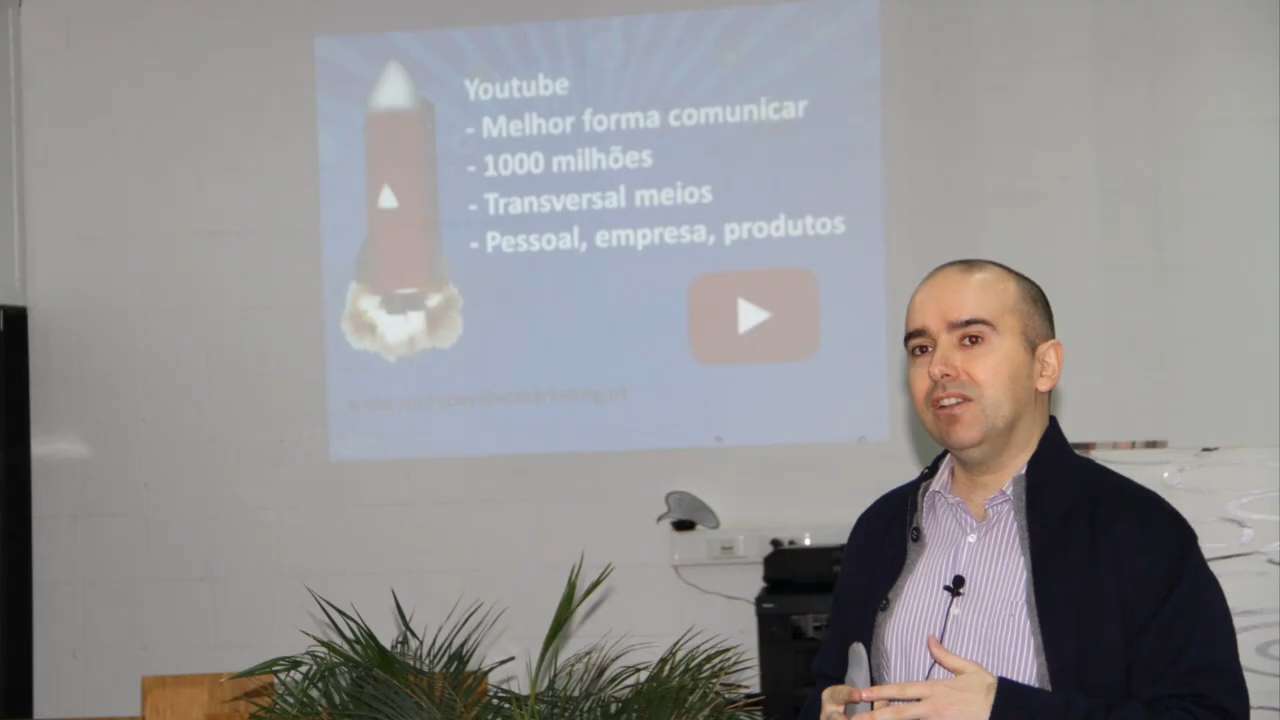 Youtube
- Melhor forma comunicar
- 1000 milhões
- Transversal meios
- Pessoal, empresa, produtos